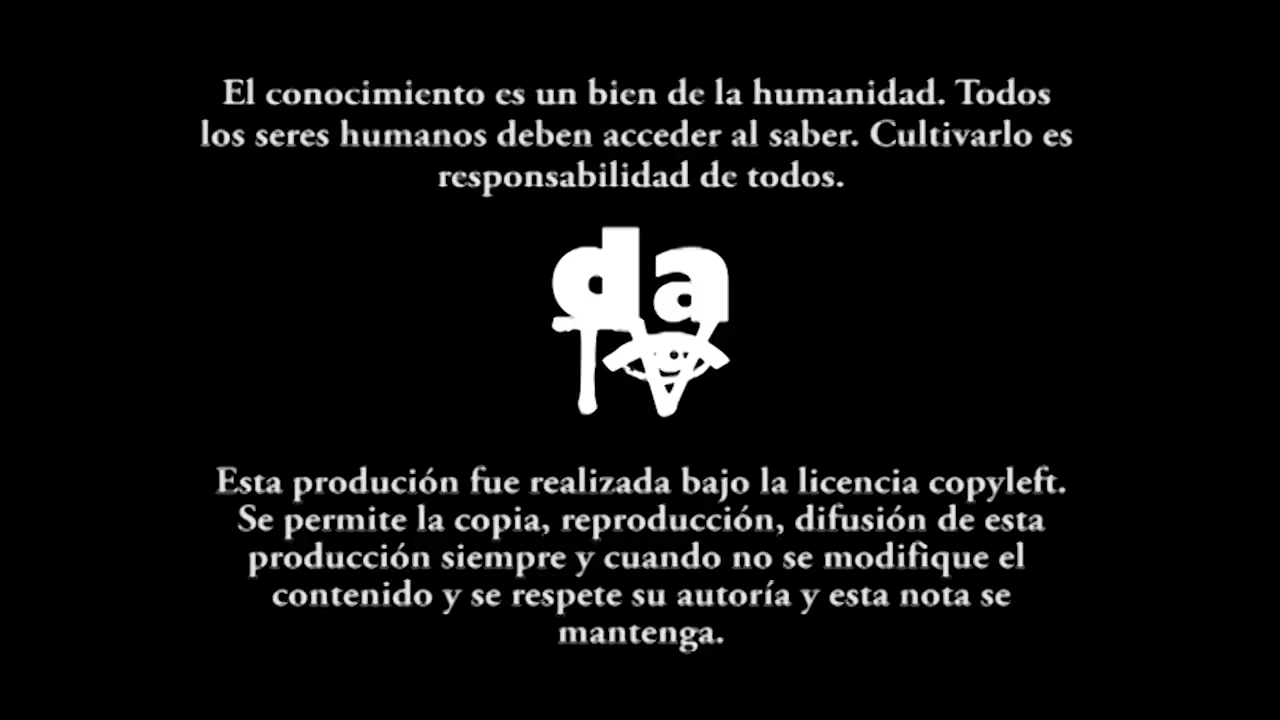 El conocimiento es un bien de la humanidad. Todos
los seres humanos deben acceder al saber. Cultivarlo es
responsabilidad de todos.
da
TV
Esta produción fue realizada bajo la licencia copyleft.
Se permite la copia, reproducción, difusión de esta
producción siempre y cuando no se modifique el
contenido y se respete su autoría y esta nota se
mantenga.